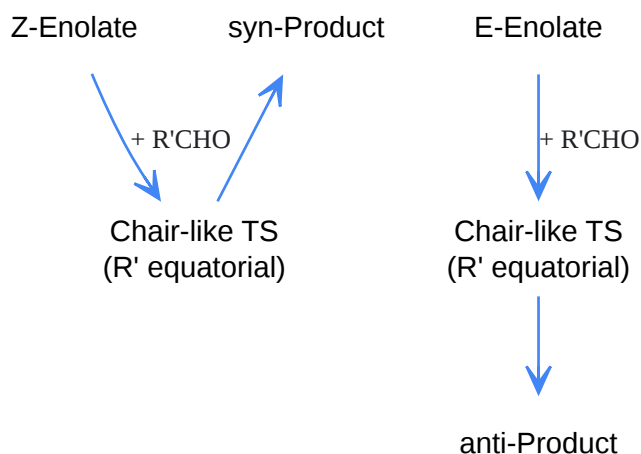 Z-Enolate
syn-Product
E-Enolate
+ R'CHO
+ R'CHO
Chair-like TS
(R' equatorial)
Chair-like TS
(R' equatorial)
anti-Product